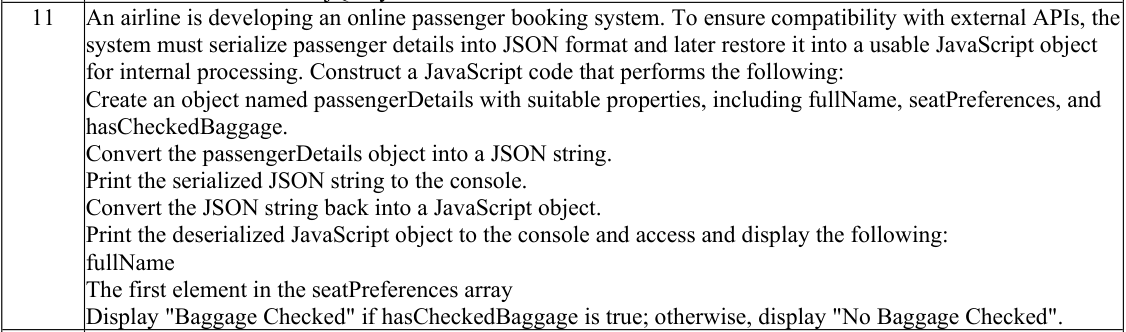 11 An airline is developing an online passenger booking system. To ensure compatibility with external APIs, the
system must serialize passenger details into JSON format and later restore it into a usable JavaScript object
for internal processing. Construct a JavaScript code that performs the following:
Create an object named passengerDetails with suitable properties, including fullName, seatPreferences, and
hasCheckedBaggage.
Convert the passengerDetails object into a JSON string.
Print the serialized JSON string to the console.
Convert the JSON string back into a JavaScript object.
Print the deserialized JavaScript object to the console and access and display the following:
fullName
The first element in the seatPreferences array
Display "Baggage Checked" if hasCheckedBaggage is true; otherwise, display "No Baggage Checked".